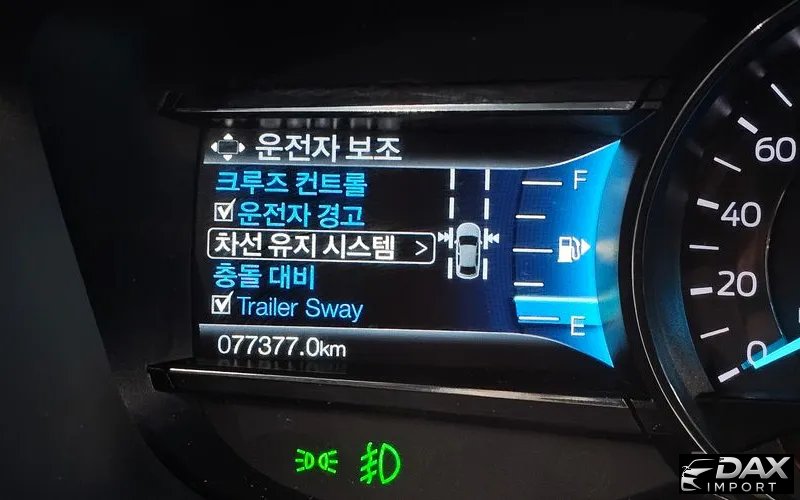 운전자 보조
크루즈 컨트롤
운전자 경고
차선 유지 시스템 >
충돌 대비
Trailer Sway
077377.0km
F
E
60
40
20
0
DAX
IMPORT